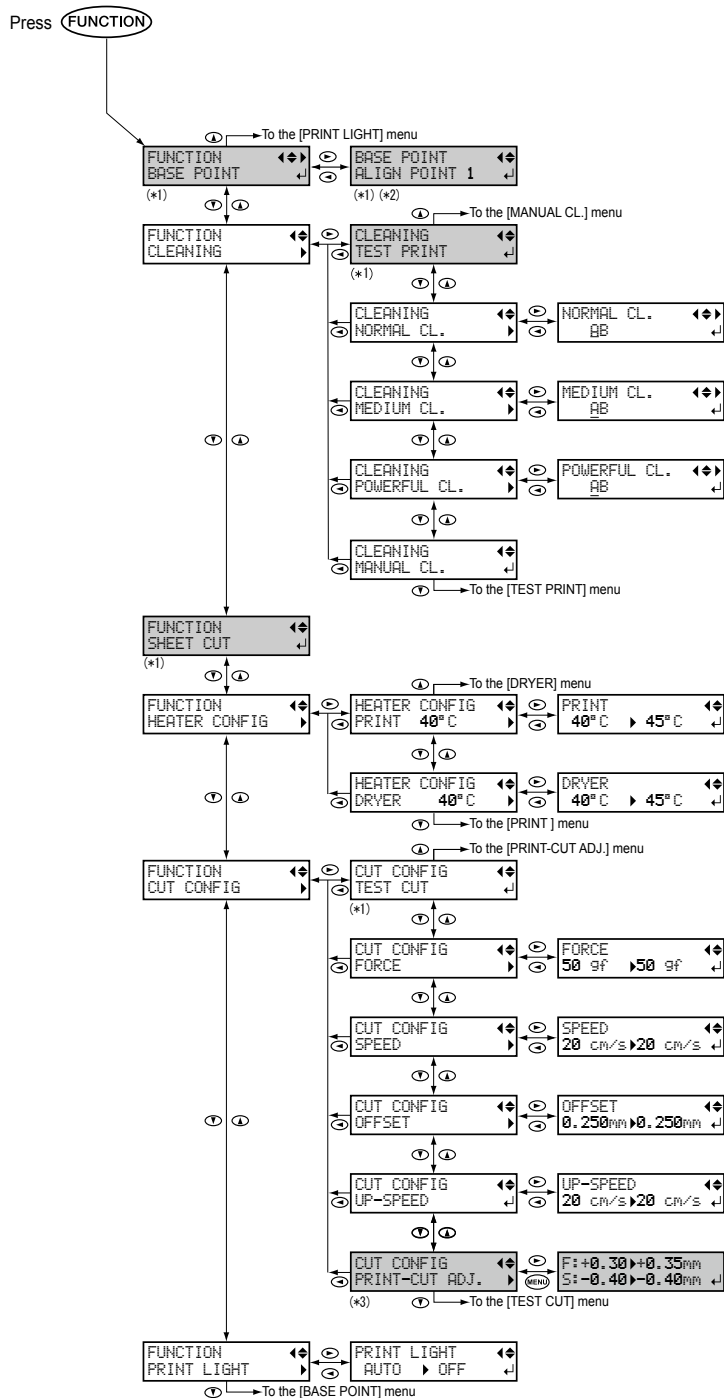 Press FUNCTION
To the [PRINT LIGHT] menu
FUNCTION
BASE POINT
(*1)
BASE POINT
ALIGN POINT 1
(*1) (*2)
To the [MANUAL CL.] menu
FUNCTION
CLEANING
CLEANING
TEST PRINT
(*1)
CLEANING
NORMAL CL.
NORMAL CL.
AB
CLEANING
MEDIUM CL.
MEDIUM CL.
AB
CLEANING
POWERFUL CL.
POWERFUL CL.
AB
CLEANING
MANUAL CL.
To the [TEST PRINT] menu
FUNCTION
SHEET CUT
(*1)
To the [DRYER] menu
FUNCTION
HEATER CONFIG
HEATER CONFIG
PRINT 40°C
PRINT
40°C 45°C
HEATER CONFIG
DRYER 40°C
DRYER
40°C 45°C
To the [PRINT ] menu
To the [PRINT-CUT ADJ.] menu
FUNCTION
CUT CONFIG
CUT CONFIG
TEST CUT
(*1)
CUT CONFIG
FORCE
FORCE
50 gf 50 gf
CUT CONFIG
SPEED
SPEED
20 cm/s 20 cm/s
CUT CONFIG
OFFSET
OFFSET
0.250mm 0.250mm
CUT CONFIG
UP-SPEED
UP-SPEED
20 cm/s 20 cm/s
CUT CONFIG
PRINT-CUT ADJ.
(*3)
MENU
F:+0.30 +0.35mm
S:-0.40 -0.40mm
To the [TEST CUT] menu
FUNCTION
PRINT LIGHT
PRINT LIGHT
AUTO OFF
To the [BASE POINT] menu